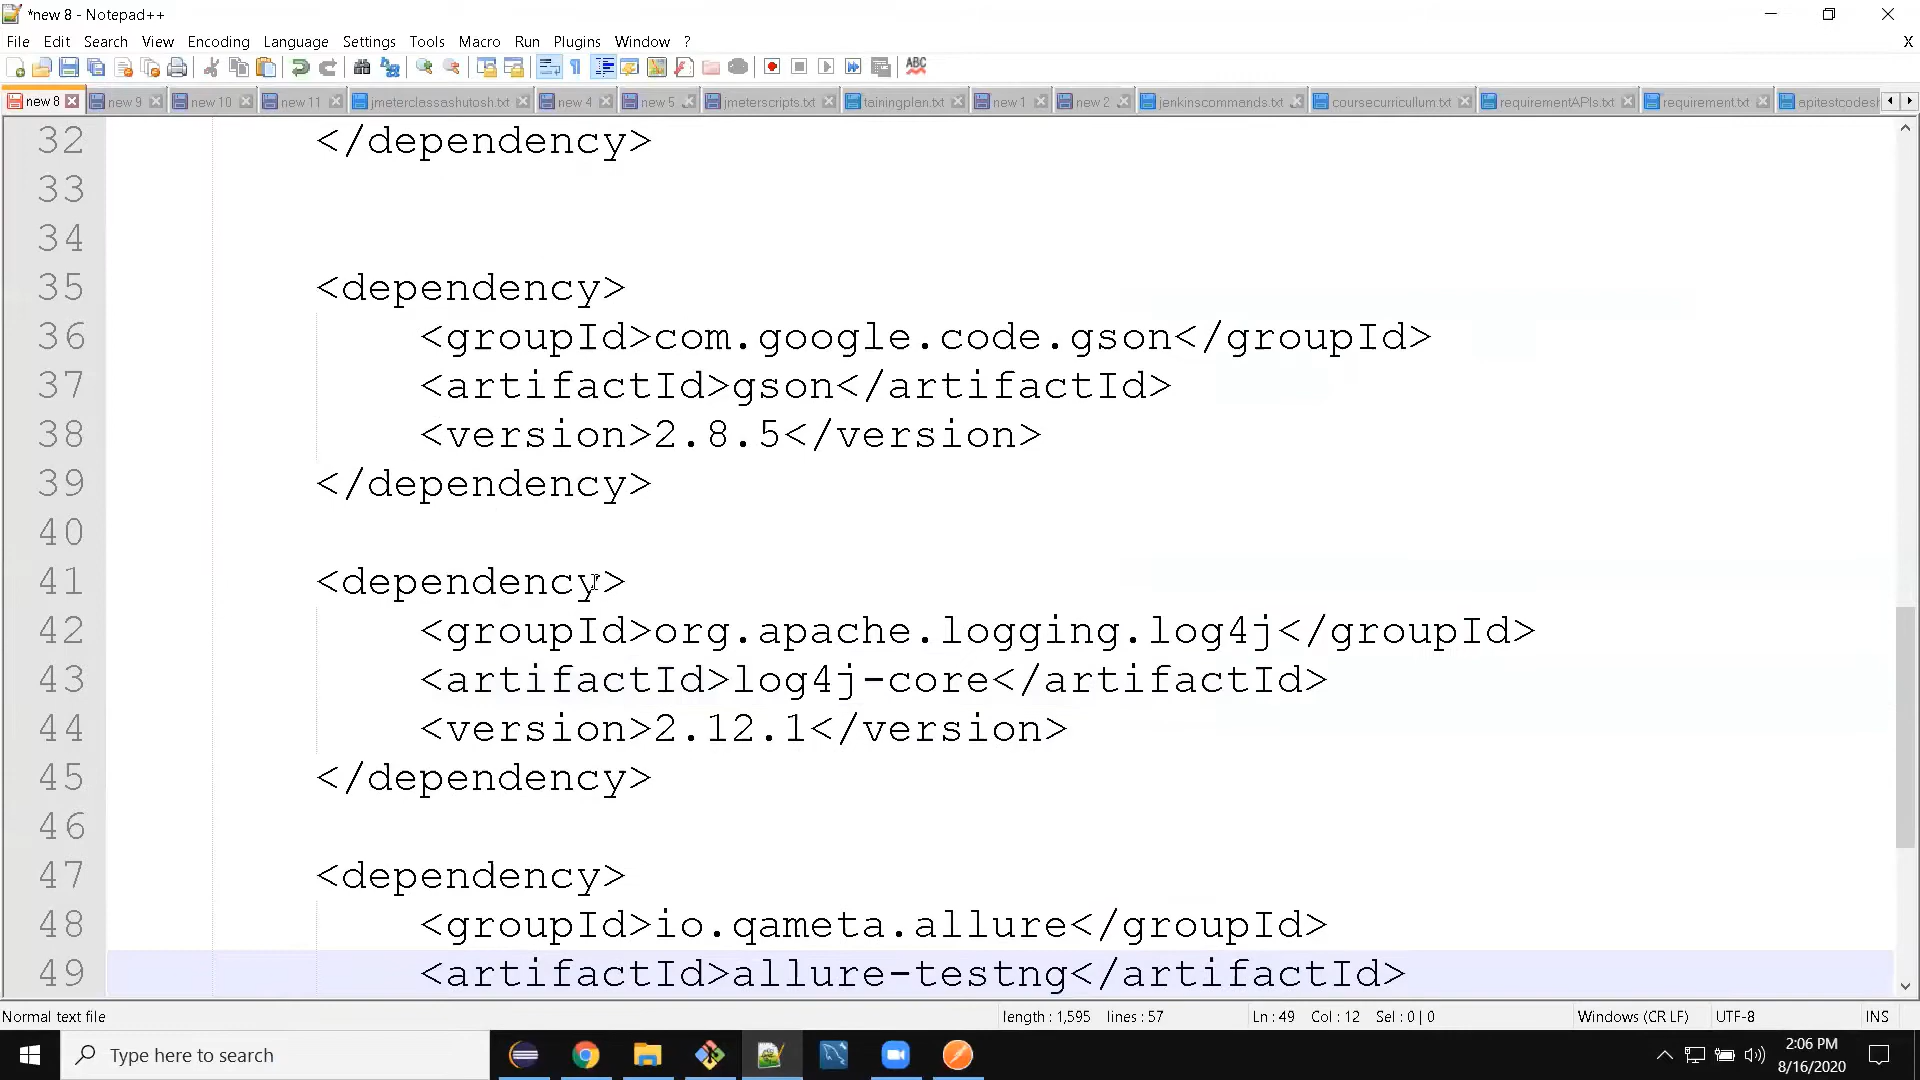 *new 8 - Notepad++
File Edit Search View Encoding Language Settings Tools Macro Run Plugins Window ? X
ABC
new 8 new 9 new 10 new 11 jmeterclassashutosh.txt new 4 new 5 jmeterscripts.txt tainingplan.txt new 1 new 2 jenkinscommands.txt coursecurricullum.txt requirementAPIs.txt requirement.txt apitestcodesh
32 </dependency>
33
34
35 <dependency>
36 <groupId>com.google.code.gson</groupId>
37 <artifactId>gson</artifactId>
38 <version>2.8.5</version>
39 </dependency>
40
41 <dependency>
42 <groupId>org.apache.logging.log4j</groupId>
43 <artifactId>log4j-core</artifactId>
44 <version>2.12.1</version>
45 </dependency>
46
47 <dependency>
48 <groupId>io.qameta.allure</groupId>
49 <artifactId>allure-testng</artifactId>
Normal text file length : 1,595 lines : 57 Ln : 49 Col : 12 Sel : 0 | 0 Windows (CR LF) UTF-8 INS
Type here to search
2:06 PM
8/16/2020